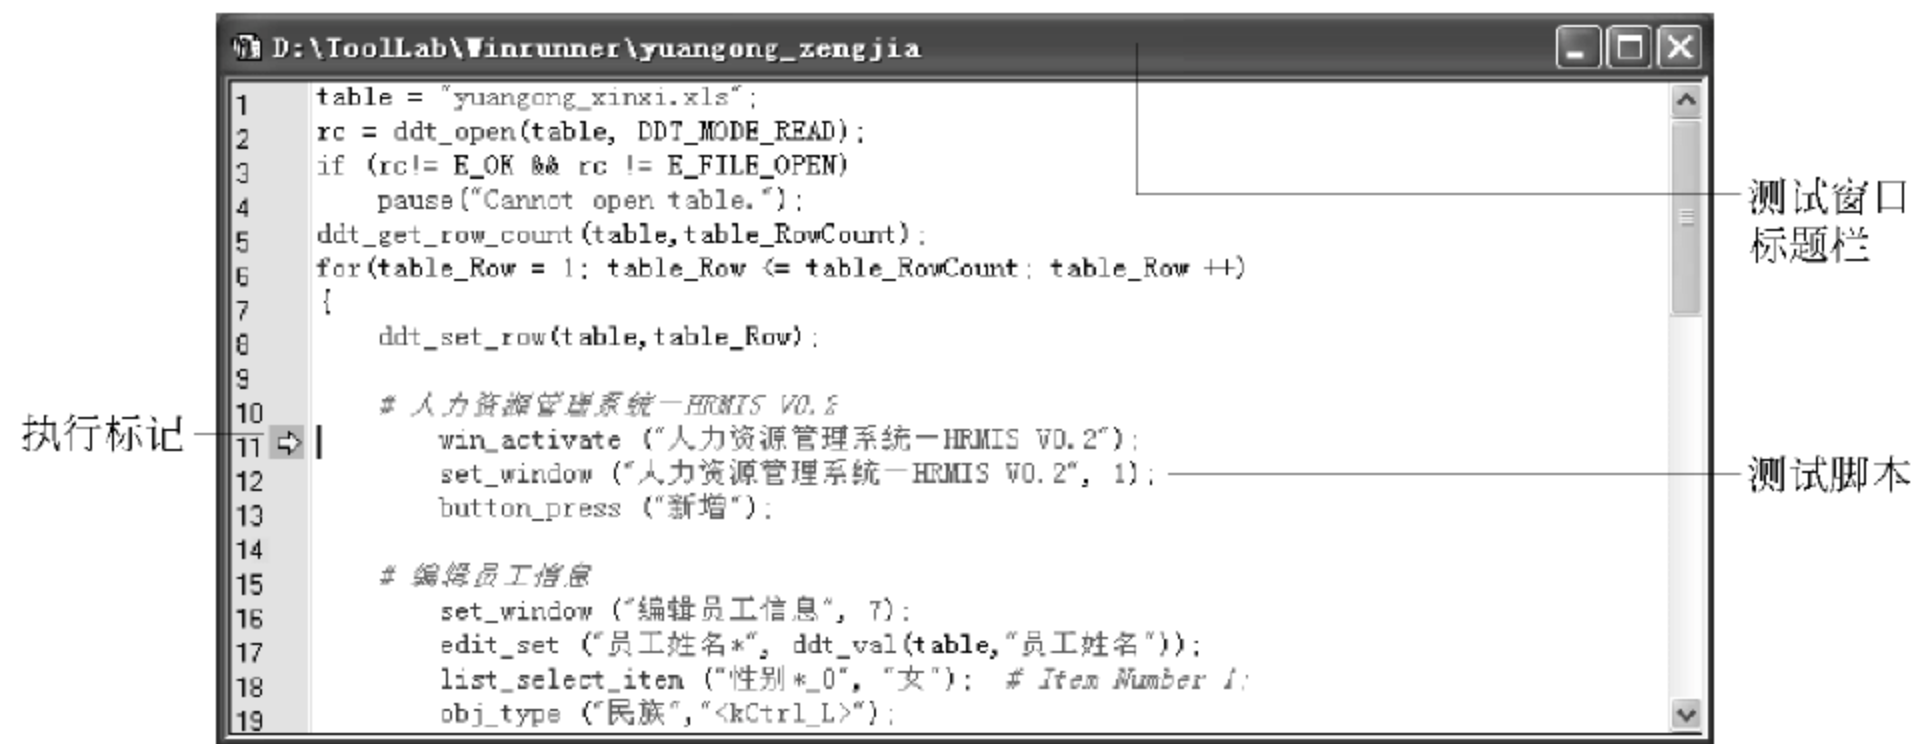 D:\ToolLab\Winrunner\yuangong_zengjia
1 table = "yuangong_xinxi.xls";
2 rc = ddt_open(table, DDT_MODE_READ);
3 if (rc!= E_OK && rc != E_FILE_OPEN)
4 pause("Cannot open table.");
5 ddt_get_row_count(table,table_RowCount);
6 for(table_Row = 1; table_Row <= table_RowCount; table_Row ++)
7 {
8 ddt_set_row(table,table_Row);
9
10 # 人力资源管理系统—HRMIS V0.2
11 win_activate ("人力资源管理系统—HRMIS V0.2");
12 set_window ("人力资源管理系统—HRMIS V0.2", 1);
13 button_press ("新增");
14
15 # 编辑员工信息
16 set_window ("编辑员工信息", 7);
17 edit_set ("员工姓名*", ddt_val(table,"员工姓名"));
18 list_select_item ("性别*_0", "女"); # Item Number 1;
19 obj_type ("民族","<kCtrl_L>");
执行标记
测试窗口
标题栏
测试脚本